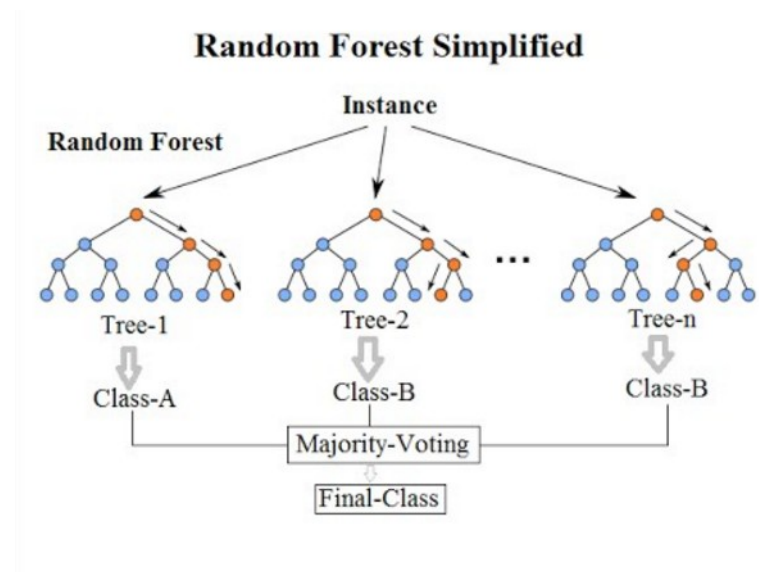 Random Forest Simplified
Instance
Random Forest
...
Tree-1
Tree-2
Tree-n
Class-A
Class-B
Class-B
Majority-Voting
Final-Class